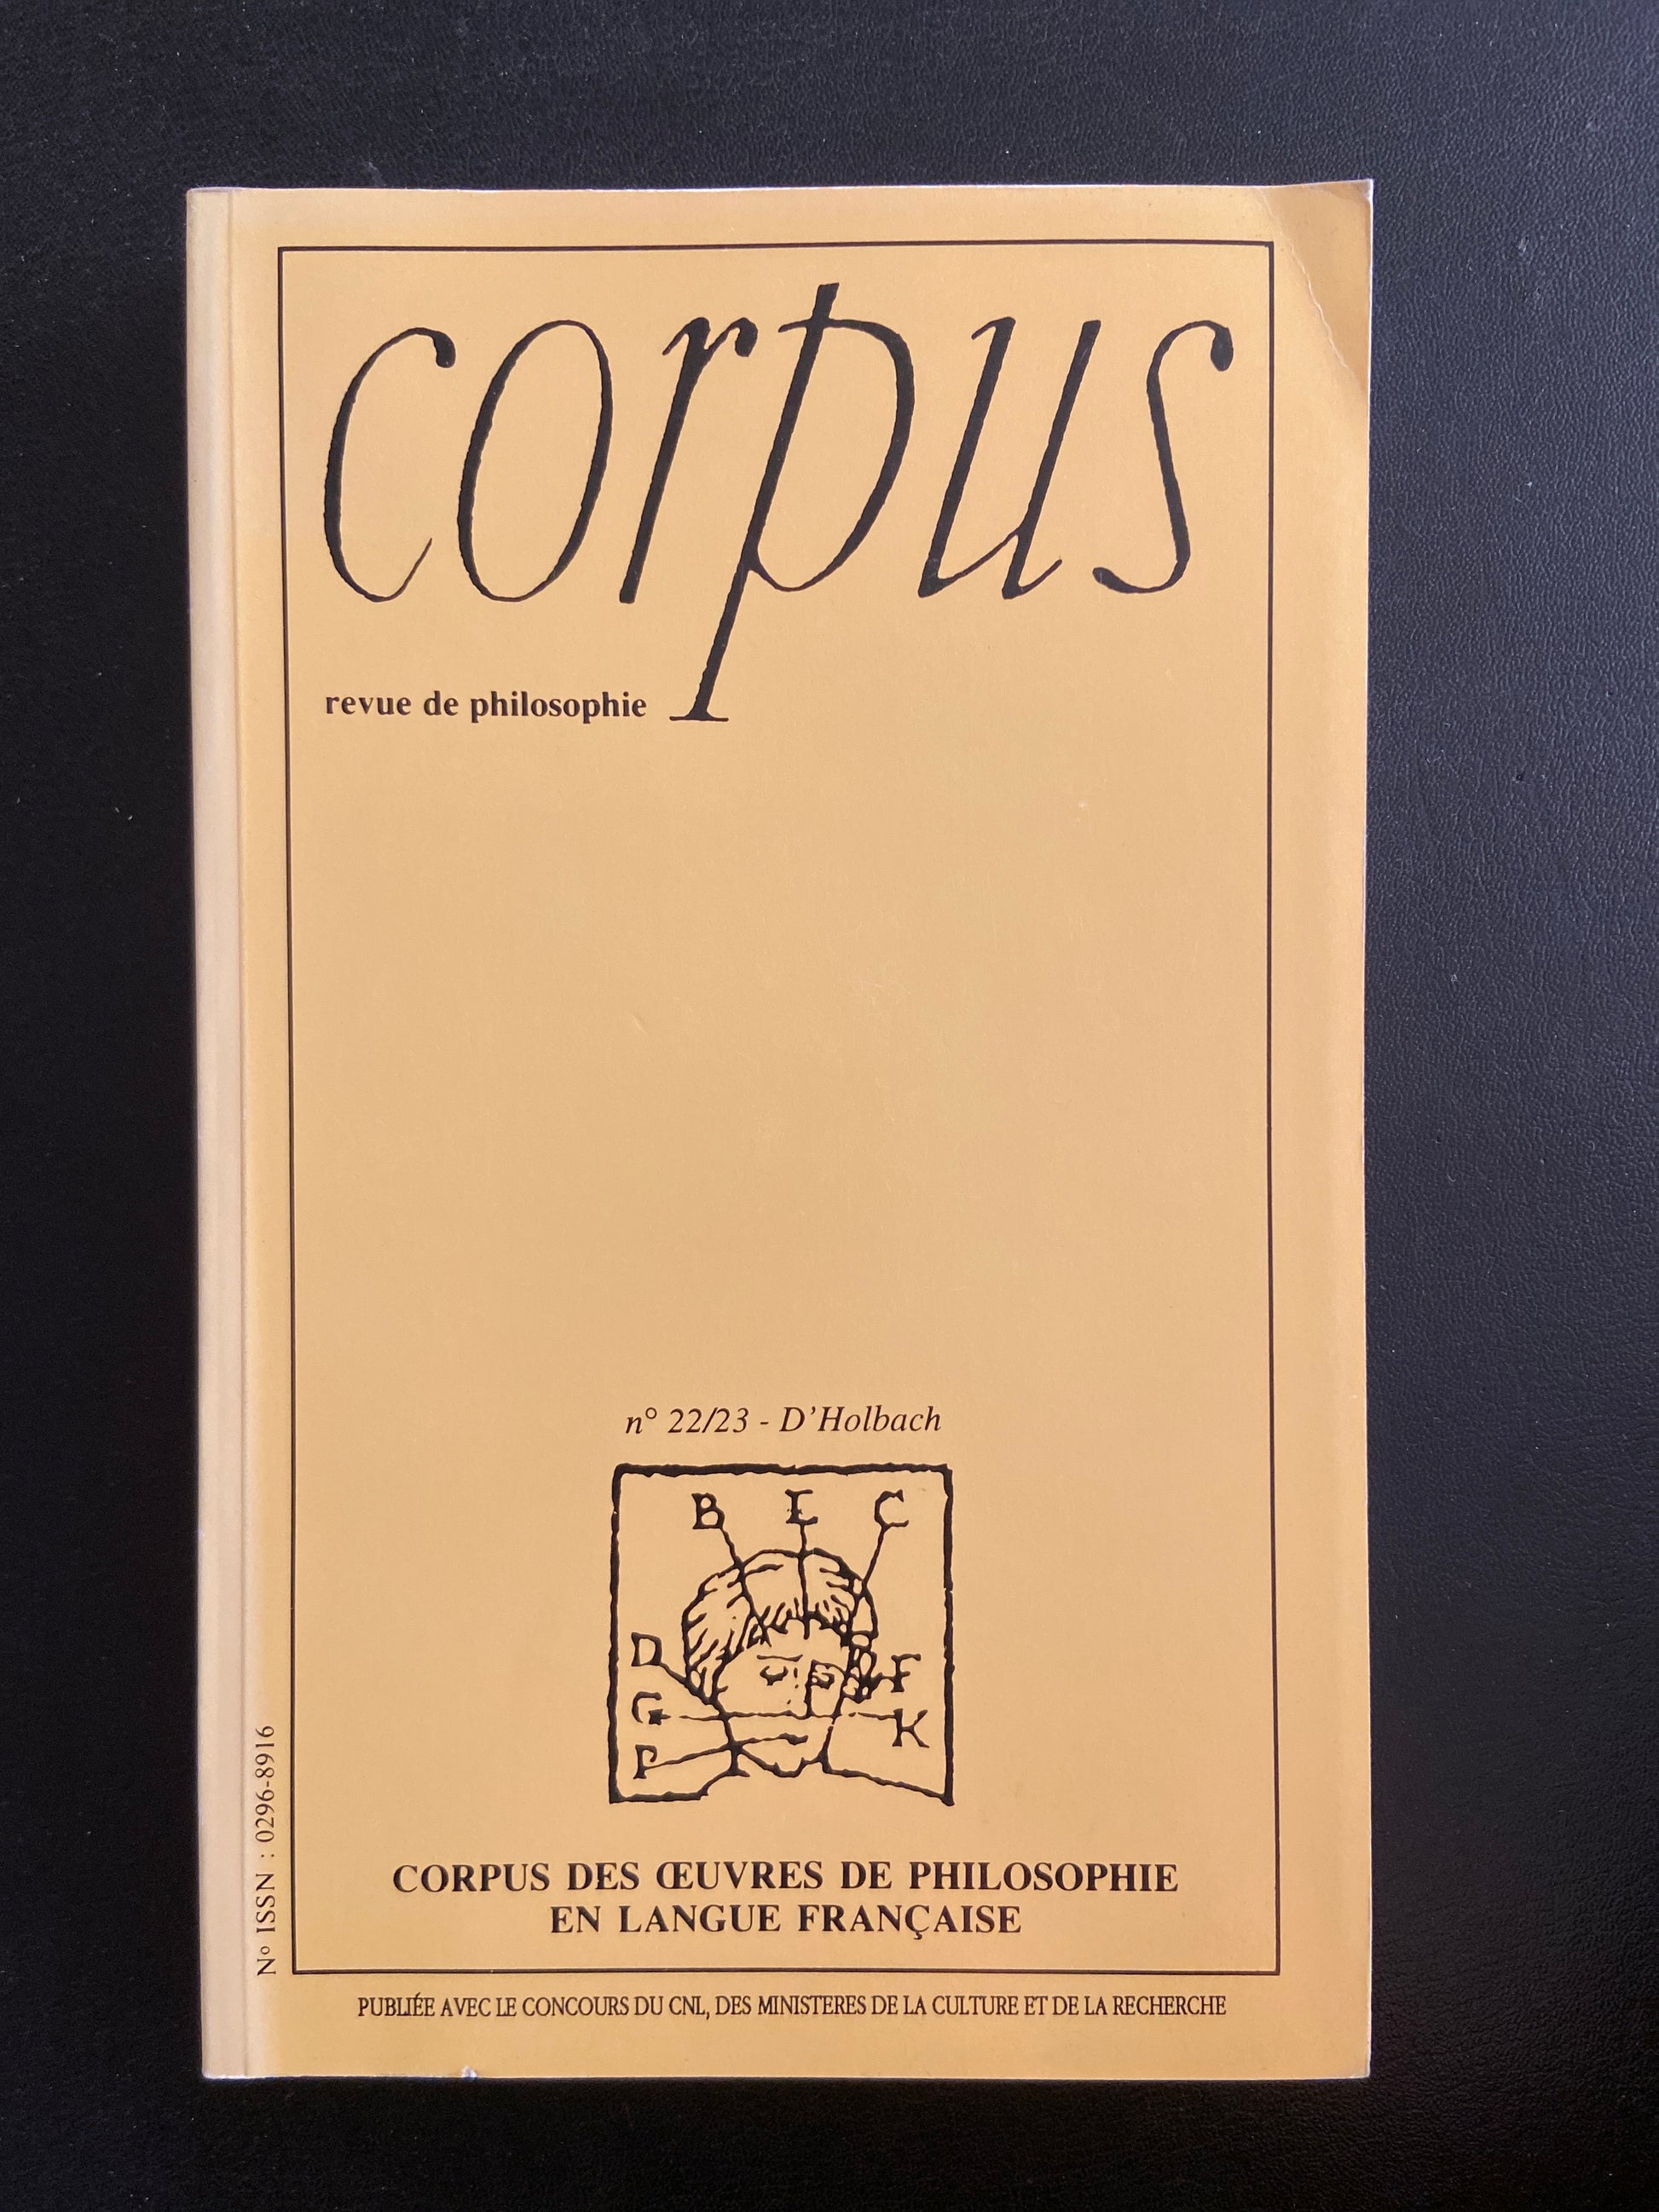 corpus
revue de philosophie
n° 22/23 - D'Holbach
B E C
D F
G K
P
CORPUS DES ŒUVRES DE PHILOSOPHIE
EN LANGUE FRANÇAISE
N° ISSN : 0296-8916
PUBLIÉE AVEC LE CONCOURS DU CNL, DES MINISTERES DE LA CULTURE ET DE LA RECHERCHE